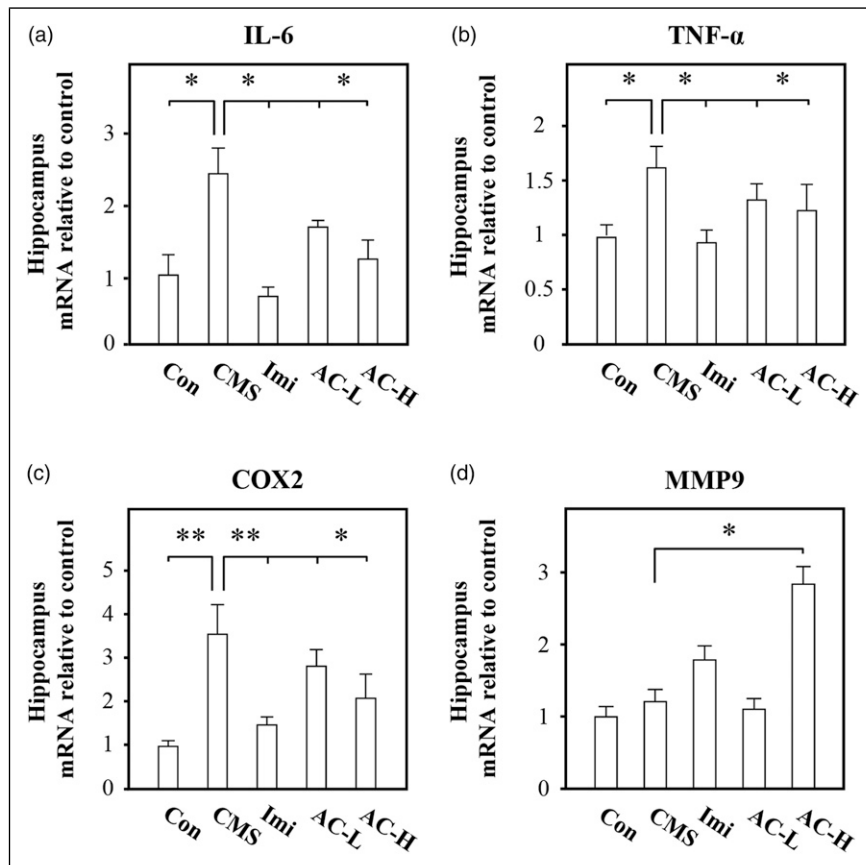 (a)
IL-6
Hippocampus
mRNA relative to control
3
2
1
0
* * *
Con CMS Imi AC-L AC-H
(b)
TNF-α
Hippocampus
mRNA relative to control
2
1.5
1
0.5
0
* * *
Con CMS Imi AC-L AC-H
(c)
COX2
Hippocampus
mRNA relative to control
5
4
3
2
1
0
** ** *
Con CMS Imi AC-L AC-H
(d)
MMP9
Hippocampus
mRNA relative to control
3
2
1
0
*
Con CMS Imi AC-L AC-H